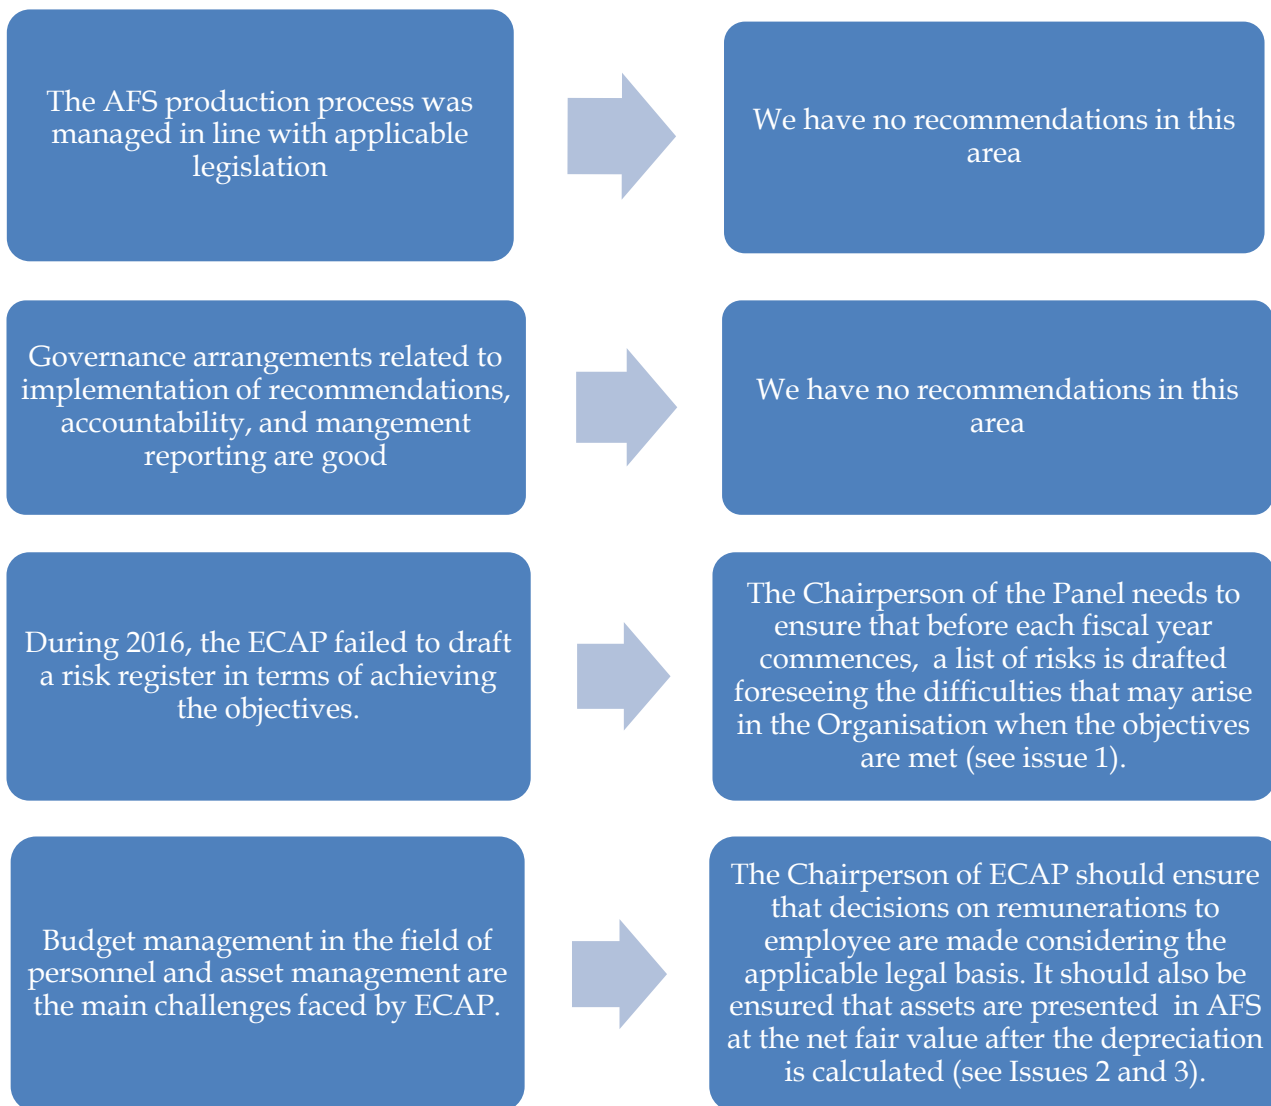 The AFS production process was
managed in line with applicable
legislation
We have no recommendations in this
area
Governance arrangements related to
implementation of recommendations,
accountability, and mangement
reporting are good
We have no recommendations in this
area
During 2016, the ECAP failed to draft
a risk register in terms of achieving
the objectives.
The Chairperson of the Panel needs to
ensure that before each fiscal year
commences,  a list of risks is drafted
foreseeing the difficulties that may arise
in the Organisation when the objectives
are met (see issue 1).
Budget management in the field of
personnel and asset management are
the main challenges faced by ECAP.
The Chairperson of ECAP should ensure
that decisions on remunerations to
employee are made considering the
applicable legal basis. It should also be
ensured that assets are presented  in AFS
at the net fair value after the depreciation
is calculated (see Issues 2 and 3).